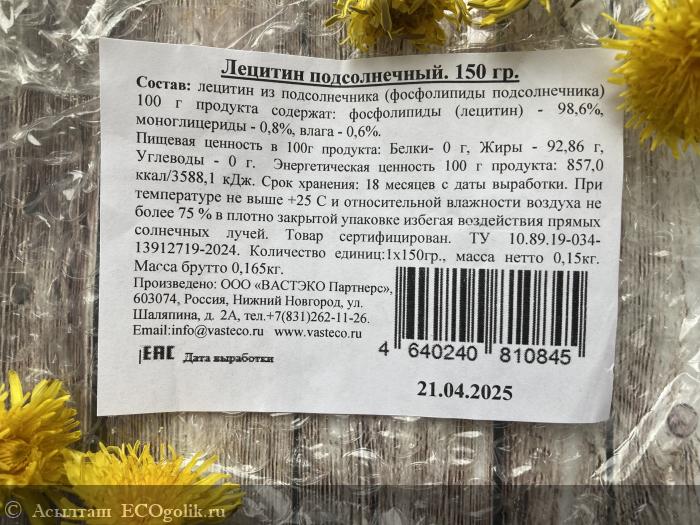 Лецитин подсолнечный. 150 гр.
Состав: лецитин из подсолнечника (фосфолипиды подсолнечника)
100 г продукта содержат: фосфолипиды (лецитин) - 98,6%,
моноглицериды - 0,8%, влага - 0,6%.
Пищевая ценность в 100г продукта: Белки- 0 г, Жиры - 92,86 г,
Углеводы - 0 г. Энергетическая ценность 100 г продукта: 857,0
ккал/3588,1 кДж. Срок хранения: 18 месяцев с даты выработки. При
температуре не выше +25 С и относительной влажности воздуха не
более 75 % в плотно закрытой упаковке избегая воздействия прямых
солнечных лучей. Товар сертифицирован. ТУ 10.89.19-034-
13912719-2024. Количество единиц:1х150гр., масса нетто 0,15кг.
Масса брутто 0,165кг.
Произведено: ООО «ВАСТЭКО Партнерс»,
603074, Россия, Нижний Новгород, ул.
Шаляпина, д. 2А, тел.+7(831)262-11-26.
Email:info@vasteco.ru www.vasteco.ru
EAC Дата выработки
4 640240 810845
21.04.2025
© Асылташ ECOgolik.ru